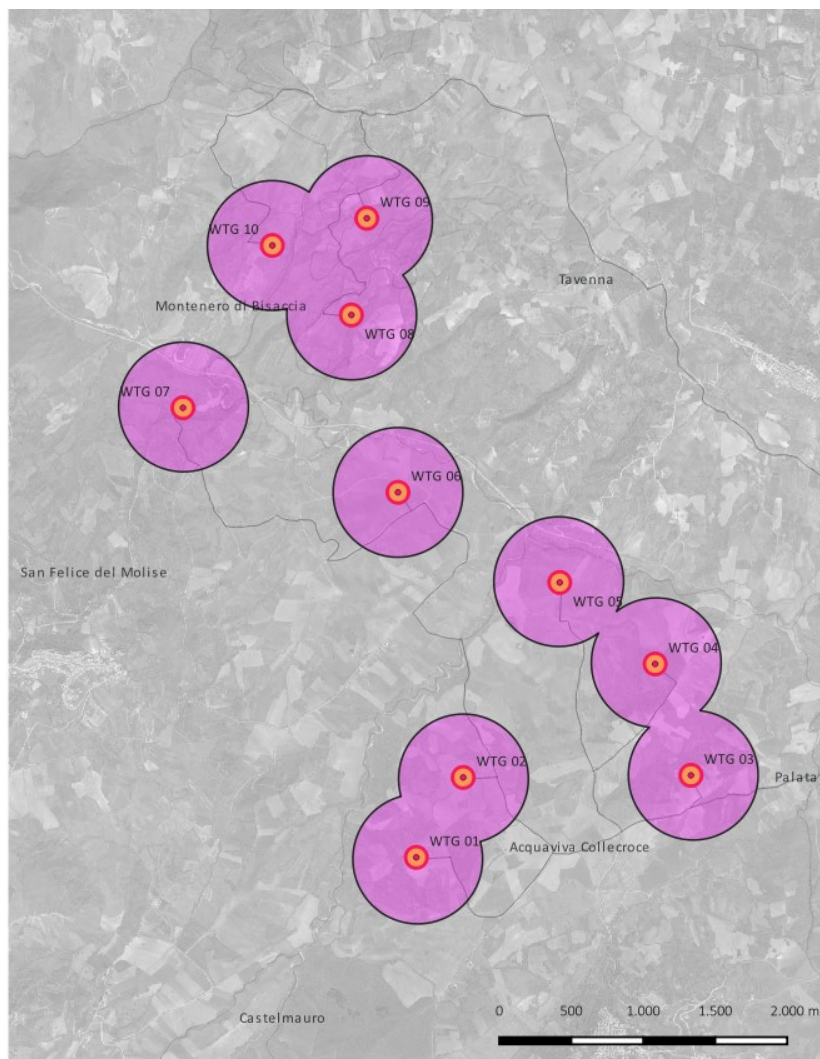 WTG 09
WTG 10
Tavenna
Montenero di Bisaccia
WTG 08
WTG 07
WTG 06
San Felice del Molise
WTG 05
WTG 04
WTG 02
WTG 03
Palata
WTG 01
Acquaviva Collecroce
Castelmauro
0 500 1.000 1.500 2.000 m